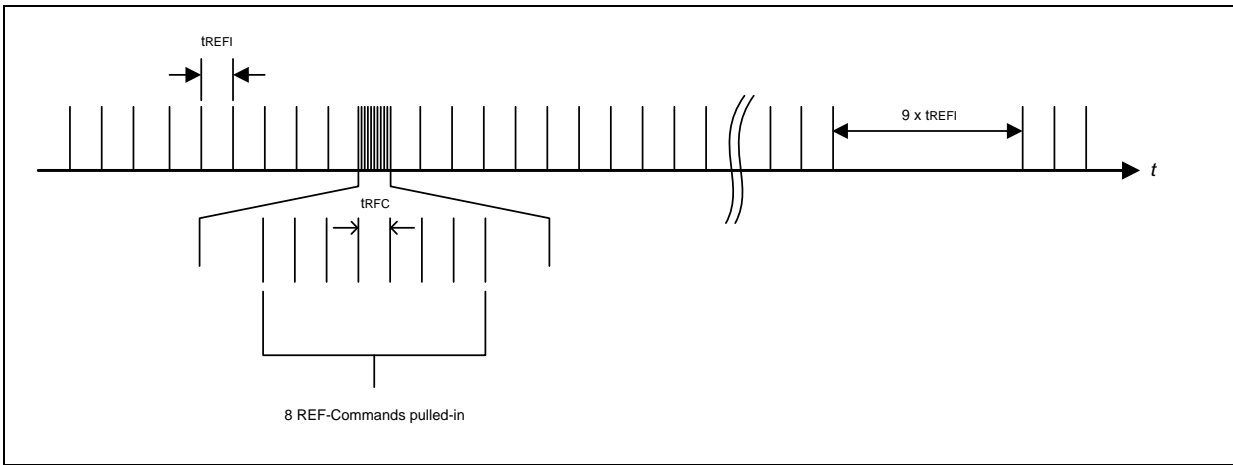 tREFI
9 x tREFI
t
tRFC
8 REF-Commands pulled-in